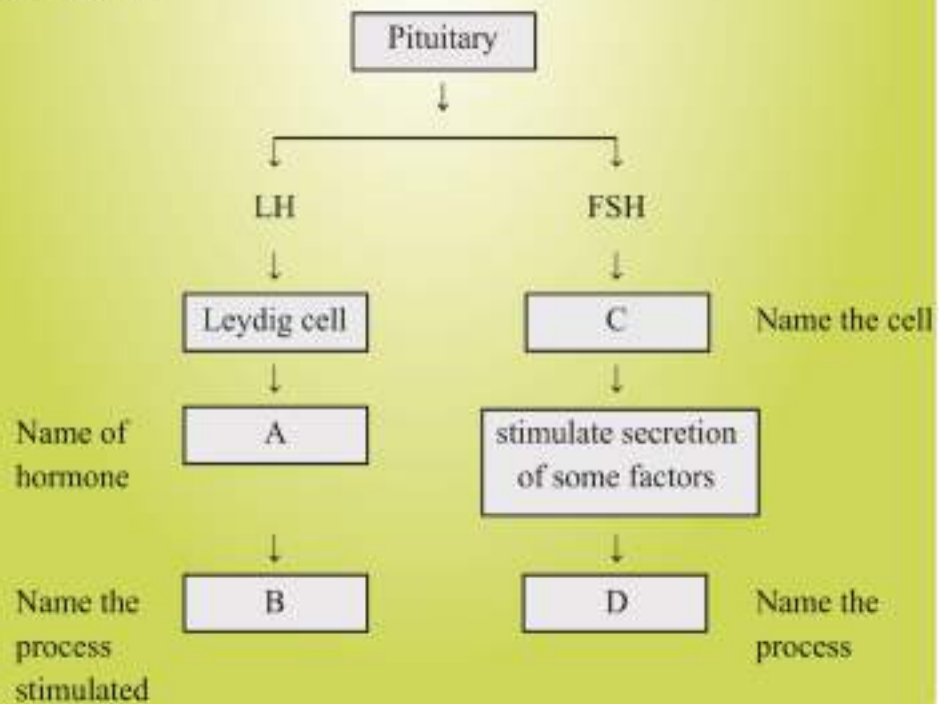 Pituitary
↓
LH
FSH
↓
↓
Leydig cell
C
Name the cell
↓
↓
Name of
hormone
A
stimulate secretion
of some factors
↓
↓
Name the
process
stimulated
B
D
Name the
process